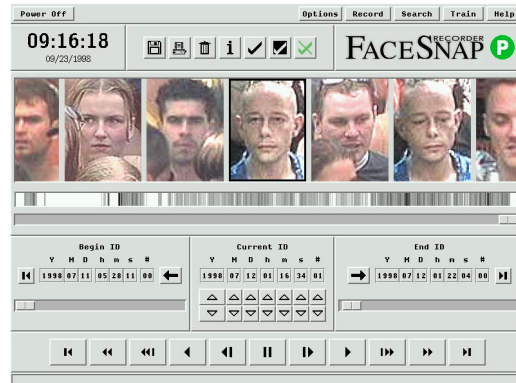 Power Off Options Record Search Train Help
09:16:18
09/23/1998
i
FACESNAP RECORDER P
Begin ID
Y M D h m s #
1998 07 11 05 28 11 00
Current ID
Y M D h m s #
1998 07 12 01 16 34 01
End ID
Y M D h m s #
1998 07 12 01 22 04 00